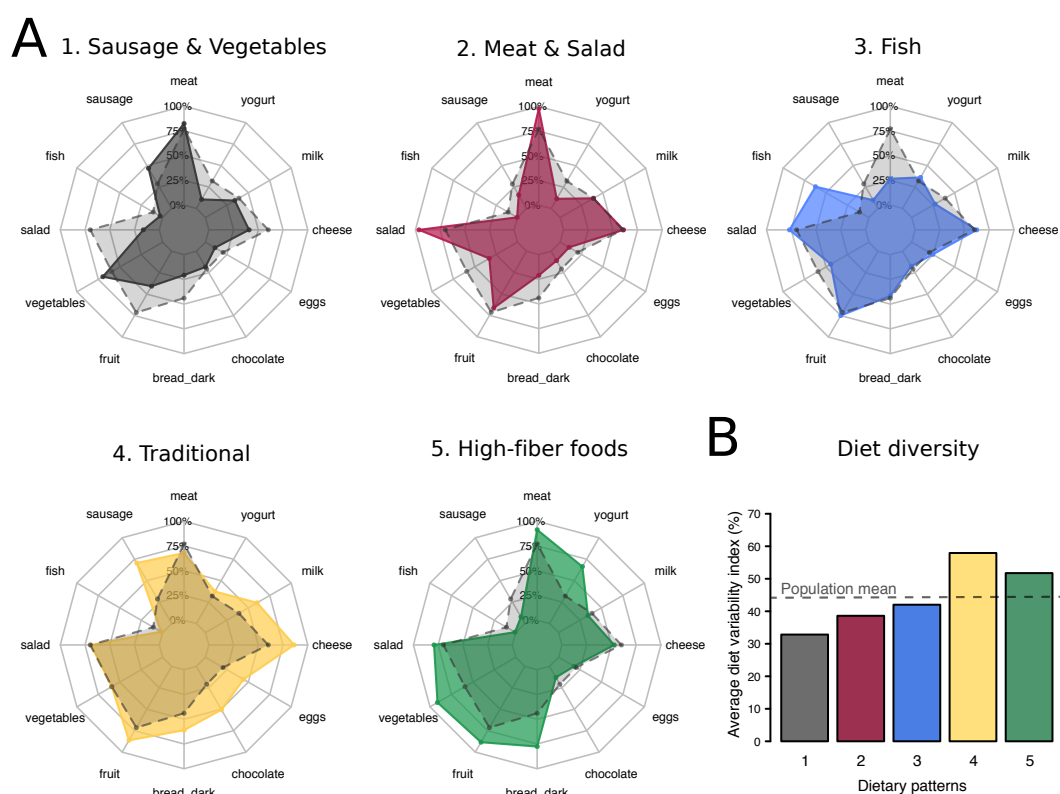 A
1. Sausage & Vegetables
2. Meat & Salad
3. Fish
meat
sausage
yogurt
fish
milk
salad
cheese
vegetables
eggs
fruit
chocolate
bread_dark
100%
75%
50%
25%
0%
meat
sausage
yogurt
fish
milk
salad
cheese
vegetables
eggs
fruit
chocolate
bread_dark
100%
75%
50%
25%
0%
meat
sausage
yogurt
fish
milk
salad
cheese
vegetables
eggs
fruit
chocolate
bread_dark
100%
75%
50%
25%
0%
4. Traditional
5. High-fiber foods
meat
sausage
yogurt
fish
milk
salad
cheese
vegetables
eggs
fruit
chocolate
bread_dark
100%
75%
50%
25%
0%
meat
sausage
yogurt
fish
milk
salad
cheese
vegetables
eggs
fruit
chocolate
bread_dark
100%
75%
50%
25%
0%
B
Diet diversity
Average diet variability index (%)
70
60
50
40
30
20
10
0
Population mean
1 2 3 4 5
Dietary patterns